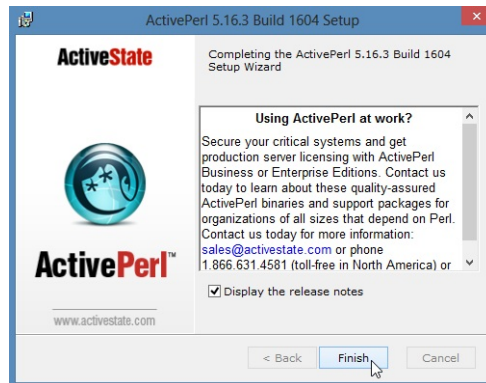 ActivePerl 5.16.3 Build 1604 Setup
ActiveState
Completing the ActivePerl 5.16.3 Build 1604
Setup Wizard
Using ActivePerl at work?
Secure your critical systems and get
production server licensing with ActivePerl
Business or Enterprise Editions. Contact us
today to learn about these quality-assured
ActivePerl binaries and support packages for
organizations of all sizes that depend on Perl.
Contact us today for more information:
sales@activestate.com or phone
1.866.631.4581 (toll-free in North America) or
ActivePerl™
Display the release notes
www.activestate.com
< Back
Finish
Cancel